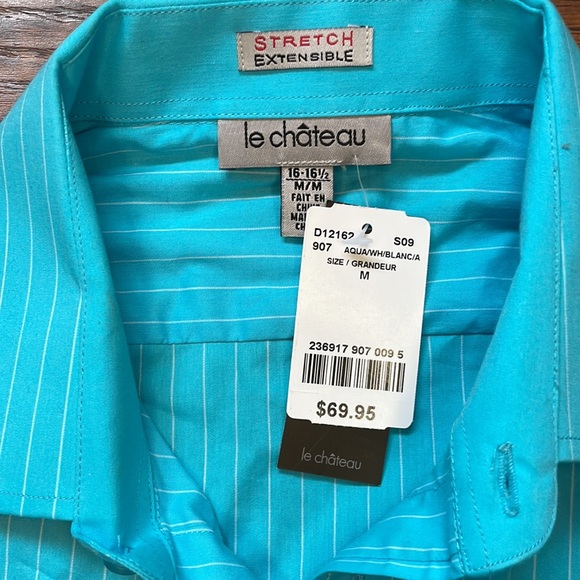 STRETCH
EXTENSIBLE
le château
16-16½
M/M
FAIT EN
D12162 S09
907 AQUA/WH/BLANC/A
SIZE / GRANDEUR
M
236917 907 009 5
$69.95
le château